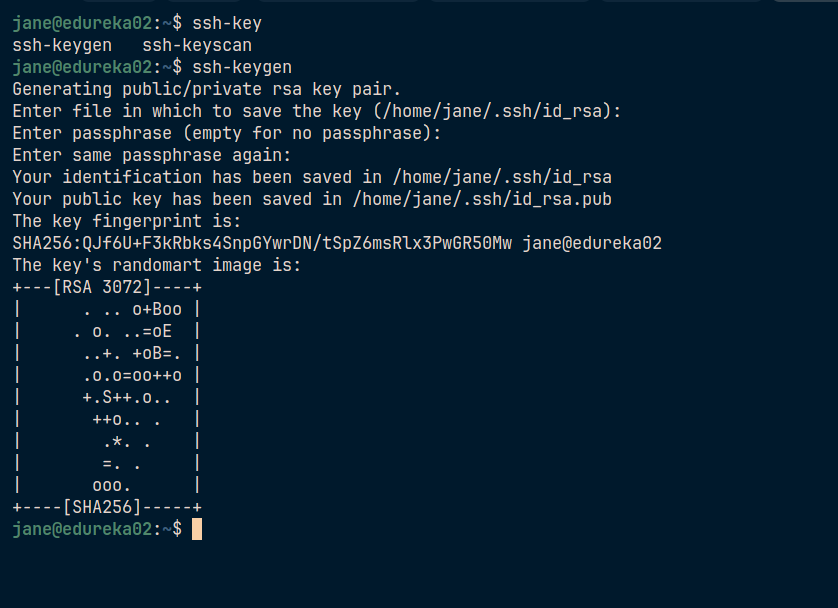 jane@edureka02:~$ ssh-key
ssh-keygen   ssh-keyscan
jane@edureka02:~$ ssh-keygen
Generating public/private rsa key pair.
Enter file in which to save the key (/home/jane/.ssh/id_rsa):
Enter passphrase (empty for no passphrase):
Enter same passphrase again:
Your identification has been saved in /home/jane/.ssh/id_rsa
Your public key has been saved in /home/jane/.ssh/id_rsa.pub
The key fingerprint is:
SHA256:QJf6U+F3kRbks4SnpGYwrDN/tSpZ6msRlx3PwGR50Mw jane@edureka02
The key's randomart image is:
+---[RSA 3072]----+
|      . .. o+Boo |
|     . o. ..=oE  |
|      ..+. +oB=. |
|      .o.o=oo++o |
|      +.S++.o..  |
|       ++o.. .   |
|        .*. .    |
|        =. .     |
|       ooo.      |
+----[SHA256]-----+
jane@edureka02:~$